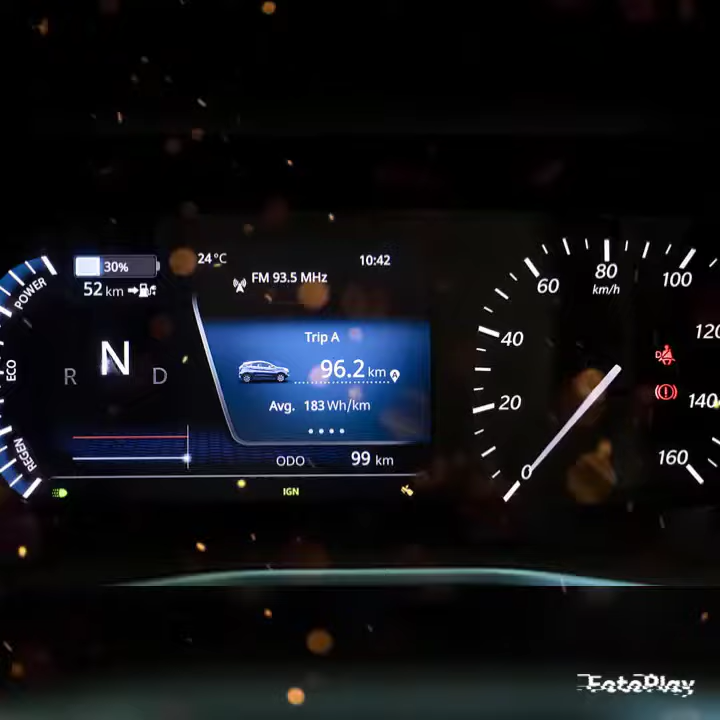 30%
24°C
10:42
52 km
FM 93.5 MHz
POWER
ECO
REGEN
R N D
Trip A
96.2 km
A
Avg. 183 Wh/km
ODO 99 km
IGN
0
20
40
60
80
100
120
140
160
km/h
FotoPlay